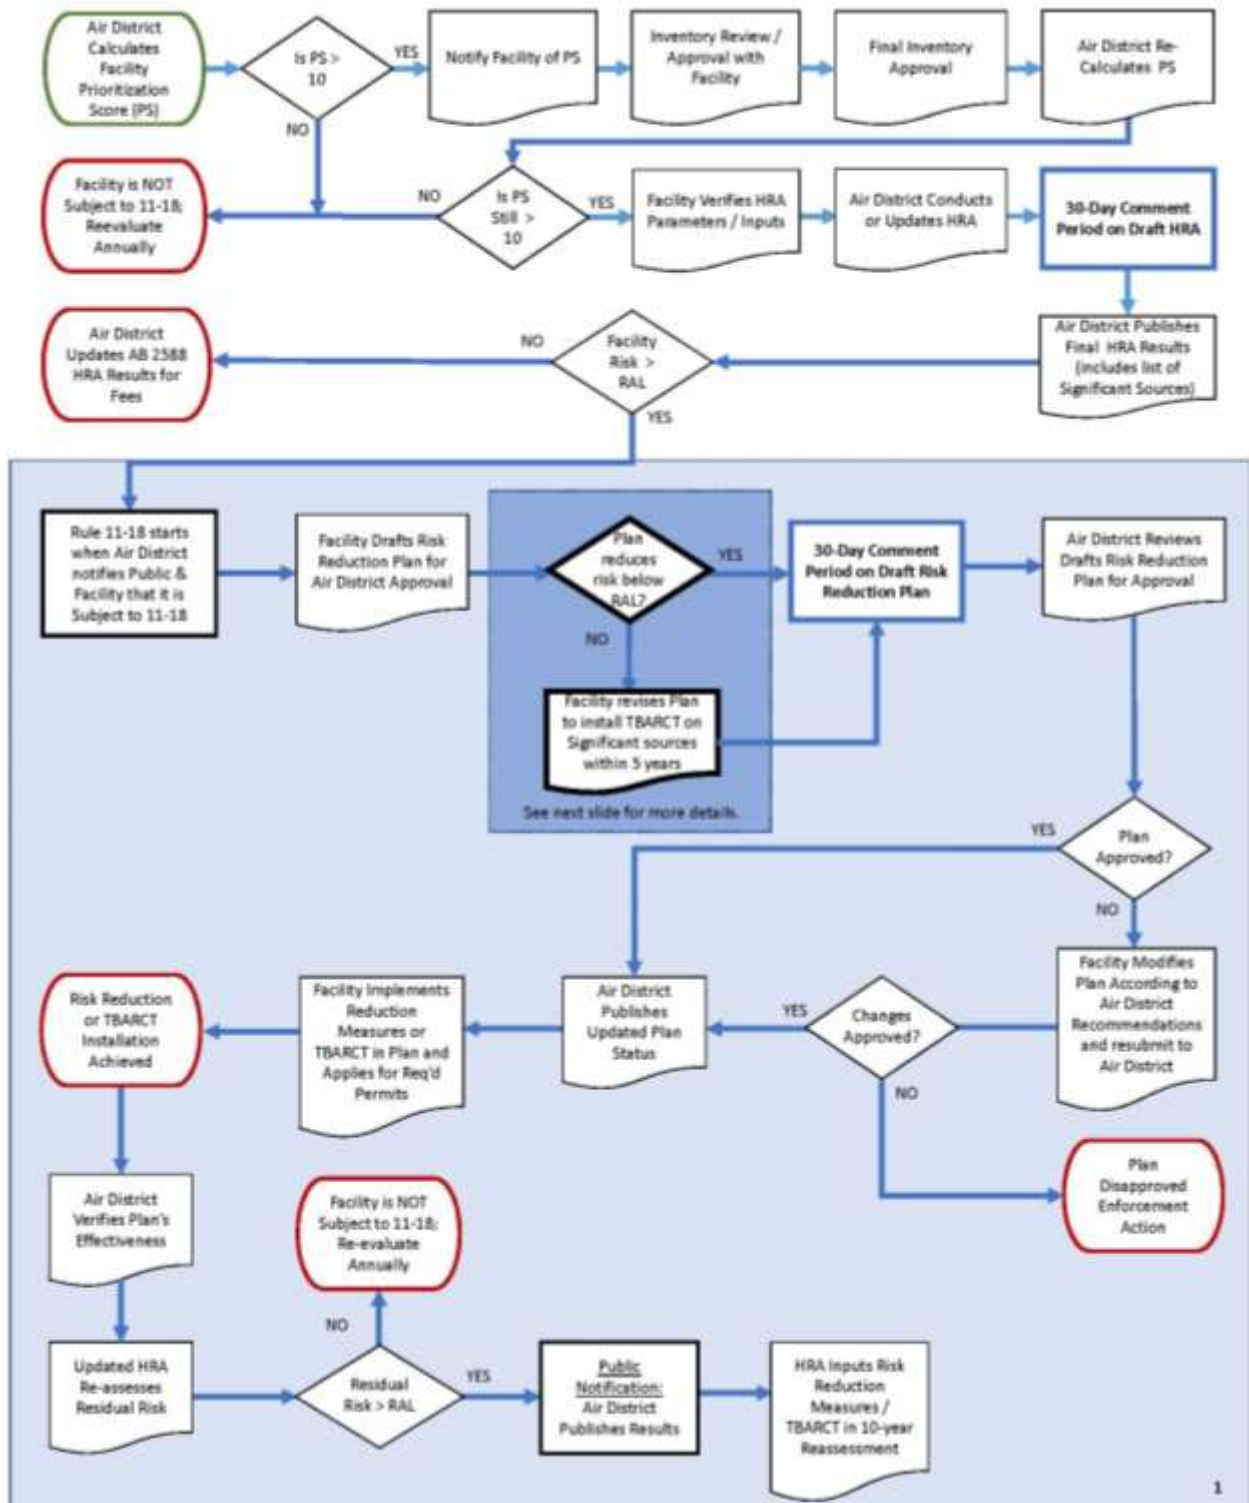 Air District
Calculates
Facility
Prioritization
Score (PS)
Is PS >
10
YES
NO
Notify Facility of PS
Inventory Review /
Approval with
Facility
Final Inventory
Approval
Air District Re-
Calculates PS
Facility is NOT
Subject to 11-18;
Reevaluate
Annually
NO
Is PS
Still >
10
YES
Facility Verifies HRA
Parameters / Inputs
Air District Conducts
or Updates HRA
30-Day Comment
Period on Draft HRA
Air District
Updates AB 2588
HRA Results for
Fees
NO
Facility
Risk >
RAL
YES
Air District Publishes
Final HRA Results
(includes list of
Significant Sources)
Rule 11-18 starts
when Air District
notifies Public &
Facility that it is
Subject to 11-18
Facility Drafts Risk
Reduction Plan for
Air District Approval
Plan
reduces
risk below
RAL?
YES
NO
30-Day Comment
Period on Draft Risk
Reduction Plan
Air District Reviews
Drafts Risk Reduction
Plan for Approval
Facility revises Plan
to install TBARCT on
Significant sources
within 5 years
See next slide for more details.
YES
Plan
Approved?
NO
Risk Reduction
or TBARCT
Installation
Achieved
Facility Implements
Reduction
Measures or
TBARCT in Plan and
Applies for Req'd
Permits
Air District
Publishes
Updated Plan
Status
YES
Changes
Approved?
NO
Facility Modifies
Plan According to
Air District
Recommendations
and resubmit to
Air District
Plan
Disapproved
Enforcement
Action
Air District
Verifies Plan's
Effectiveness
Facility is NOT
Subject to 11-18;
Re-evaluate
Annually
NO
Updated HRA
Re-assesses
Residual Risk
Residual
Risk > RAL
YES
Public
Notification:
Air District
Publishes Results
HRA Inputs Risk
Reduction
Measures /
TBARCT in 10-year
Reassessment
1